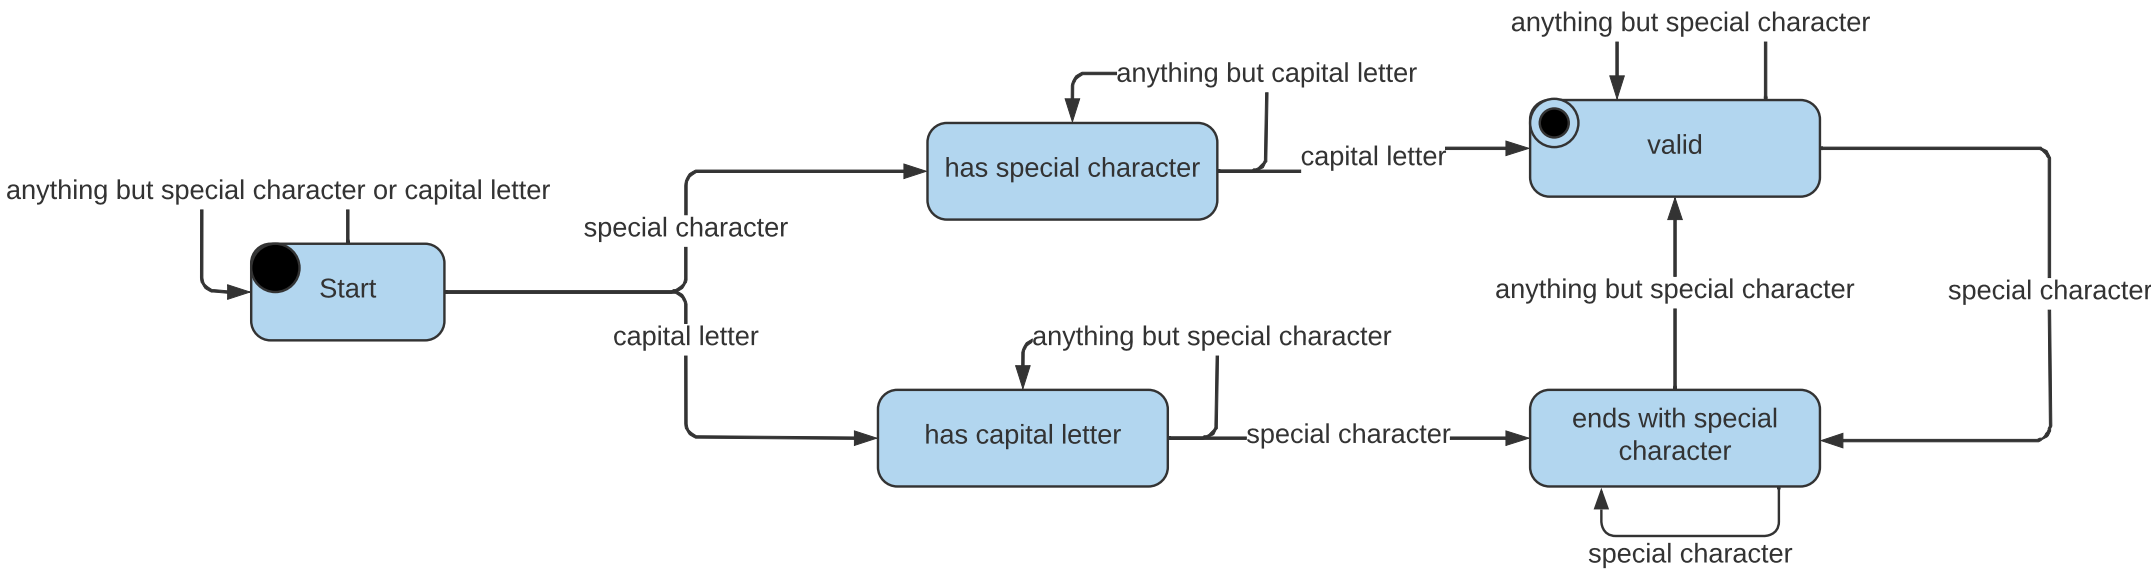 anything but special character
anything but capital letter
has special character
capital letter
valid
anything but special character or capital letter
Start
special character
capital letter
anything but special character
special character
anything but special character
has capital letter
special character
ends with special
character
special character